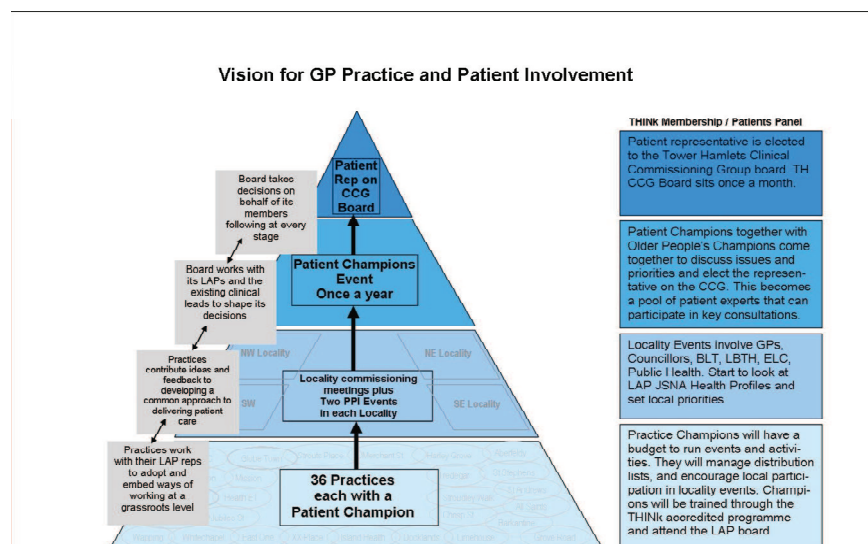 Vision for GP Practice and Patient Involvement
Patient
Rep on
CCG
Board
Patient Champions
Event
Once a year
NW Locality
NE Locality
SW
SE Locality
Locality commissioning
meetings plus
Two PPI Events
in each Locality
36 Practices
each with a
Patient Champion
Board takes
decisions on
behalf of its
members
following at every
stage
Board works with
its LAPs and the
existing clinical
leads to shape its
decisions
Practices
contribute ideas and
feedback to
developing a
common approach to
delivering patient
care
Practices work
with their LAP reps
to adopt and
embed ways of
working at a
grassroots level
THINk Membership / Patients Panel
Patient representative is elected
to the Tower Hamlets Clinical
Commissioning Group board. TH
CCG Board sits once a month.
Patient Champions together with
Older People's Champions come
together to discuss issues and
priorities and elect the represen-
tative on the CCG. This becomes
a pool of patient experts that can
participate in key consultations.
Locality Events Involve GPs,
Councillors, BLT, LBTH, ELC,
Public Health. Start to look at
LAP JSNA Health Profiles and
set local priorities
Practice Champions will have a
budget to run events and activi-
ties. They will manage distribution
lists, and encourage local partici-
pation in locality events. Champi-
ons will be trained through the
THINk accredited programme
and attend the LAP board